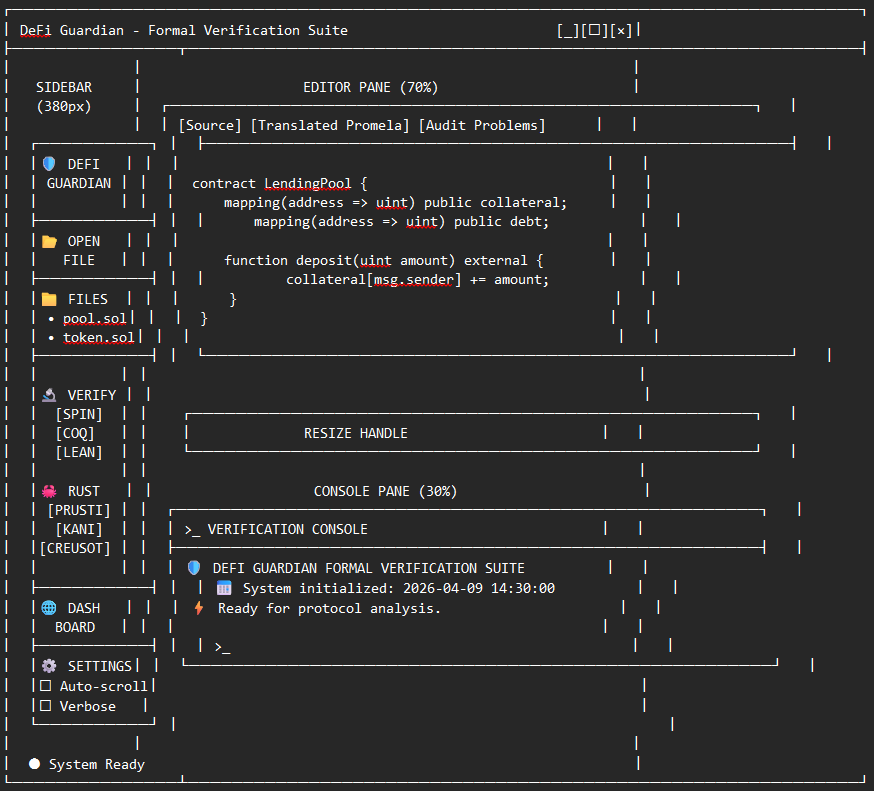 DeFi Guardian - Formal Verification Suite [_][□][×]
SIDEBAR EDITOR PANE (70%)
(380px)
[Source] [Translated Promela] [Audit Problems]
🛡️ DEFI
GUARDIAN contract LendingPool {
mapping(address => uint) public collateral;
mapping(address => uint) public debt;
📂 OPEN
FILE function deposit(uint amount) external {
collateral[msg.sender] += amount;
📁 FILES }
• pool.sol }
• token.sol
🔬 VERIFY
[SPIN]
[COQ] RESIZE HANDLE
[LEAN]
🦀 RUST CONSOLE PANE (30%)
[PRUSTI]
[KANI] >_ VERIFICATION CONSOLE
[CREUSOT]
🛡️ DEFI GUARDIAN FORMAL VERIFICATION SUITE
📅 System initialized: 2026-04-09 14:30:00
🌐 DASH ⚡ Ready for protocol analysis.
BOARD
>_
⚙️ SETTINGS
□ Auto-scroll
□ Verbose
● System Ready